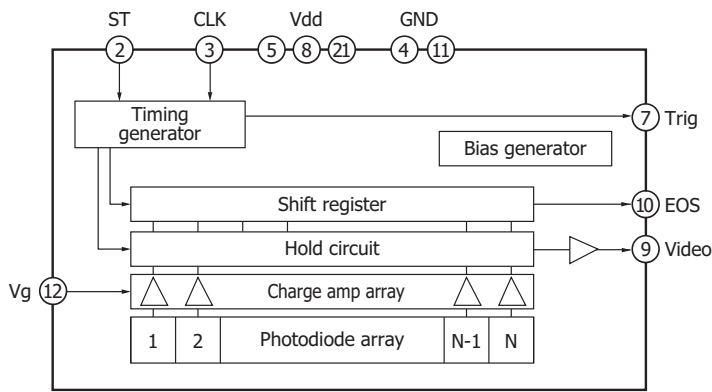 ST CLK Vdd GND
2 3 5 8 21 4 11
Timing
generator
7 Trig
Bias generator
Shift register
10 EOS
Hold circuit
9 Video
Vg 12
Charge amp array
1 2 Photodiode array N-1 N